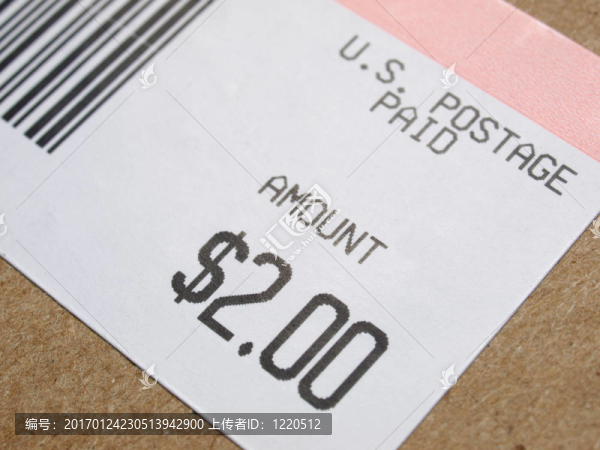 U.S. POSTAGE
PAID
AMOUNT
$2.00
编号：20170124230513942900 上传者ID：1220512